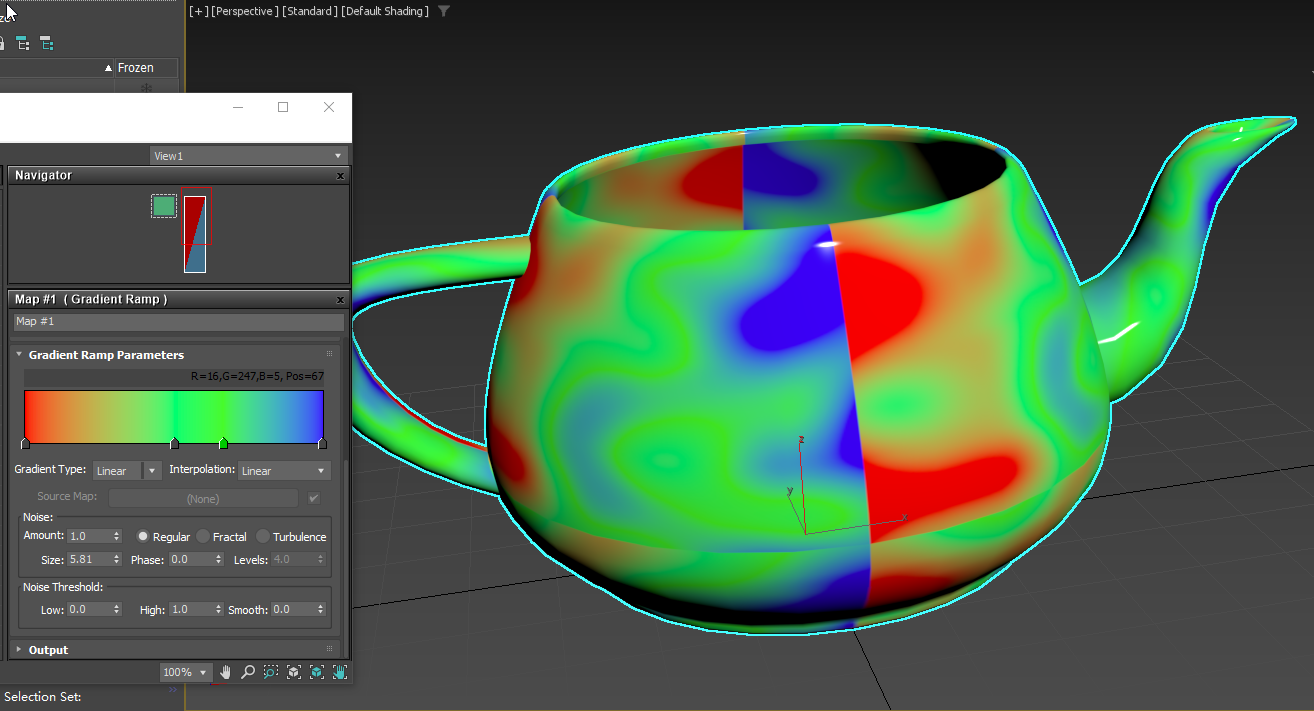 [+][Perspective][Standard][Default Shading]
Frozen
View1
Navigator
x
Map #1 ( Gradient Ramp )
x
Map #1
Gradient Ramp Parameters
R=16,G=247,B=5, Pos=67
Gradient Type: Linear Interpolation: Linear
Source Map: (None)
Noise:
Amount: 1.0 Regular Fractal Turbulence
Size: 5.81 Phase: 0.0 Levels: 4.0
Noise Threshold:
Low: 0.0 High: 1.0 Smooth: 0.0
Output
100%
Selection Set:
z
y
x